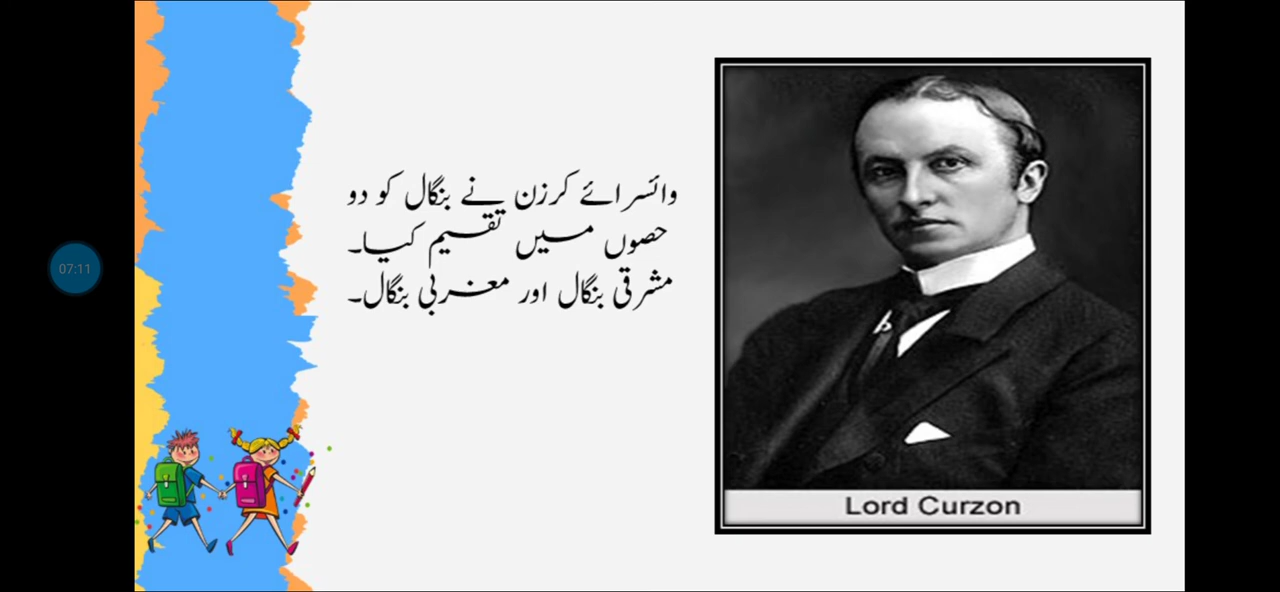 وائسرائے کرزن نے بنگال کو دو
حصوں میں تقسیم کیا۔
مشرقی بنگال اور مغربی بنگال۔
Lord Curzon
07:11